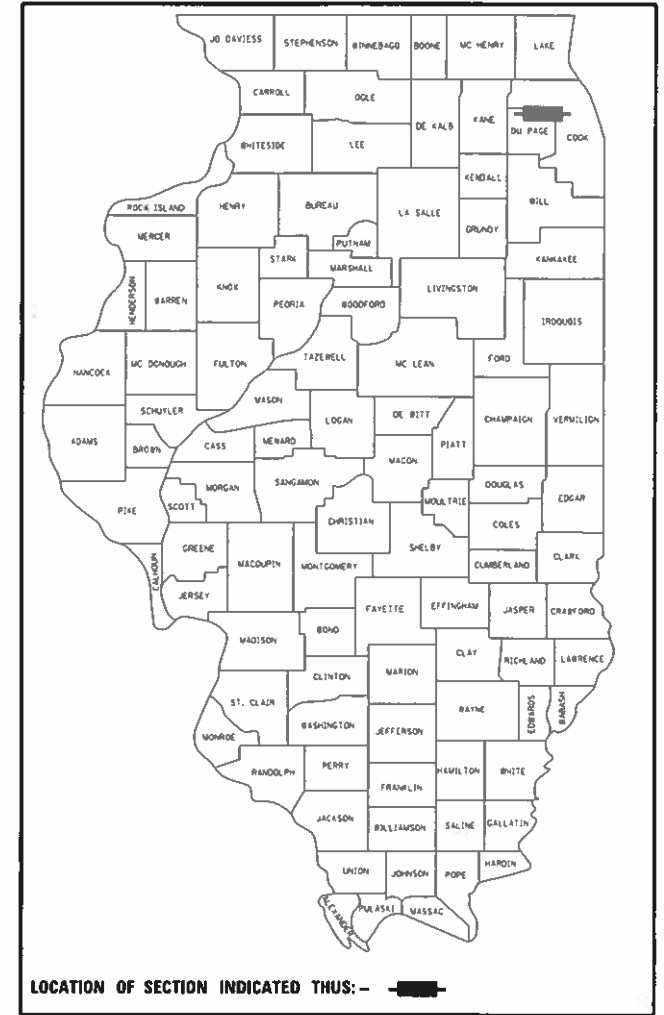 JO DAVIESS STEPHENSON WINNEBAGO BOONE MC HENRY LAKE
CARROLL OGLE DE KALB KANE DU PAGE COOK
WHITESIDE LEE
KENDALL WILL
ROCK ISLAND HENRY BUREAU LA SALLE
MERCER PUTNAM GRUNDY
STARK MARSHALL KANKAKEE
HENDERSON WARREN KNOX PEORIA WOODFORD LIVINGSTON
IROQUOIS
HANCOCK MC DONOUGH FULTON TAZEWELL MC LEAN FORD
MASON
SCHUYLER LOGAN DE WITT CHAMPAIGN VERMILION
ADAMS BROWN CASS MENARD PIATT
MACON
MORGAN SANGAMON DOUGLAS
PIKE SCOTT CHRISTIAN MOULTRIE EDGAR
COLES
GREENE MACOUPIN MONTGOMERY SHELBY
CALHOUN CUMBERLAND CLARK
JERSEY FAYETTE EFFINGHAM JASPER CRAWFORD
MADISON BOND
CLAY RICHLAND LAWRENCE
CLINTON MARION
ST. CLAIR WAYNE EDWARDS WABASH
WASHINGTON JEFFERSON
MONROE
RANDOLPH PERRY HAMILTON WHITE
FRANKLIN
JACKSON WILLIAMSON SALINE GALLATIN
UNION JOHNSON POPE HARDIN
ALEXANDER PULASKI MASSAC
LOCATION OF SECTION INDICATED THUS: -